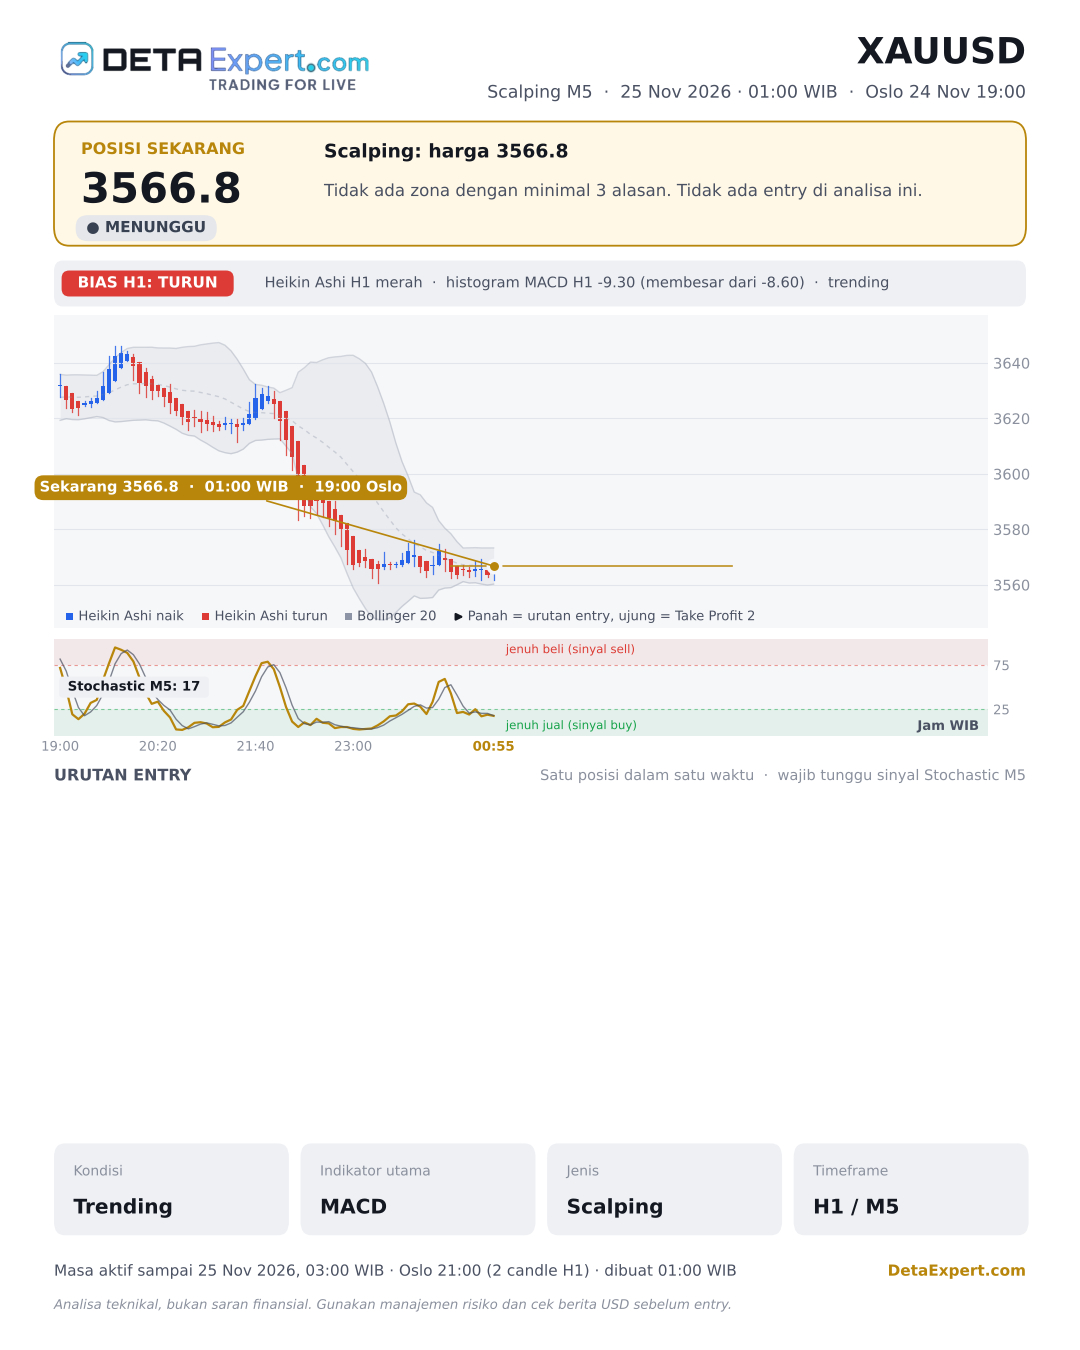 DETA Expert.com
TRADING FOR LIVE
XAUUSD
Scalping M5 · 25 Nov 2026 · 01:00 WIB · Oslo 24 Nov 19:00
POSISI SEKARANG
3566.8
● MENUNGGU
Scalping: harga 3566.8
Tidak ada zona dengan minimal 3 alasan. Tidak ada entry di analisa ini.
BIAS H1: TURUN
Heikin Ashi H1 merah · histogram MACD H1 -9.30 (membesar dari -8.60) · trending
3640
3620
3600
3580
3560
Sekarang 3566.8 · 01:00 WIB · 19:00 Oslo
Heikin Ashi naik
Heikin Ashi turun
Bollinger 20
Panah = urutan entry, ujung = Take Profit 2
jenuh beli (sinyal sell)
75
Stochastic M5: 17
25
jenuh jual (sinyal buy)
Jam WIB
19:00 20:20 21:40 23:00 00:55
URUTAN ENTRY
Satu posisi dalam satu waktu · wajib tunggu sinyal Stochastic M5
Kondisi
Trending
Indikator utama
MACD
Jenis
Scalping
Timeframe
H1 / M5
Masa aktif sampai 25 Nov 2026, 03:00 WIB · Oslo 21:00 (2 candle H1) · dibuat 01:00 WIB
DetaExpert.com
Analisa teknikal, bukan saran finansial. Gunakan manajemen risiko dan cek berita USD sebelum entry.